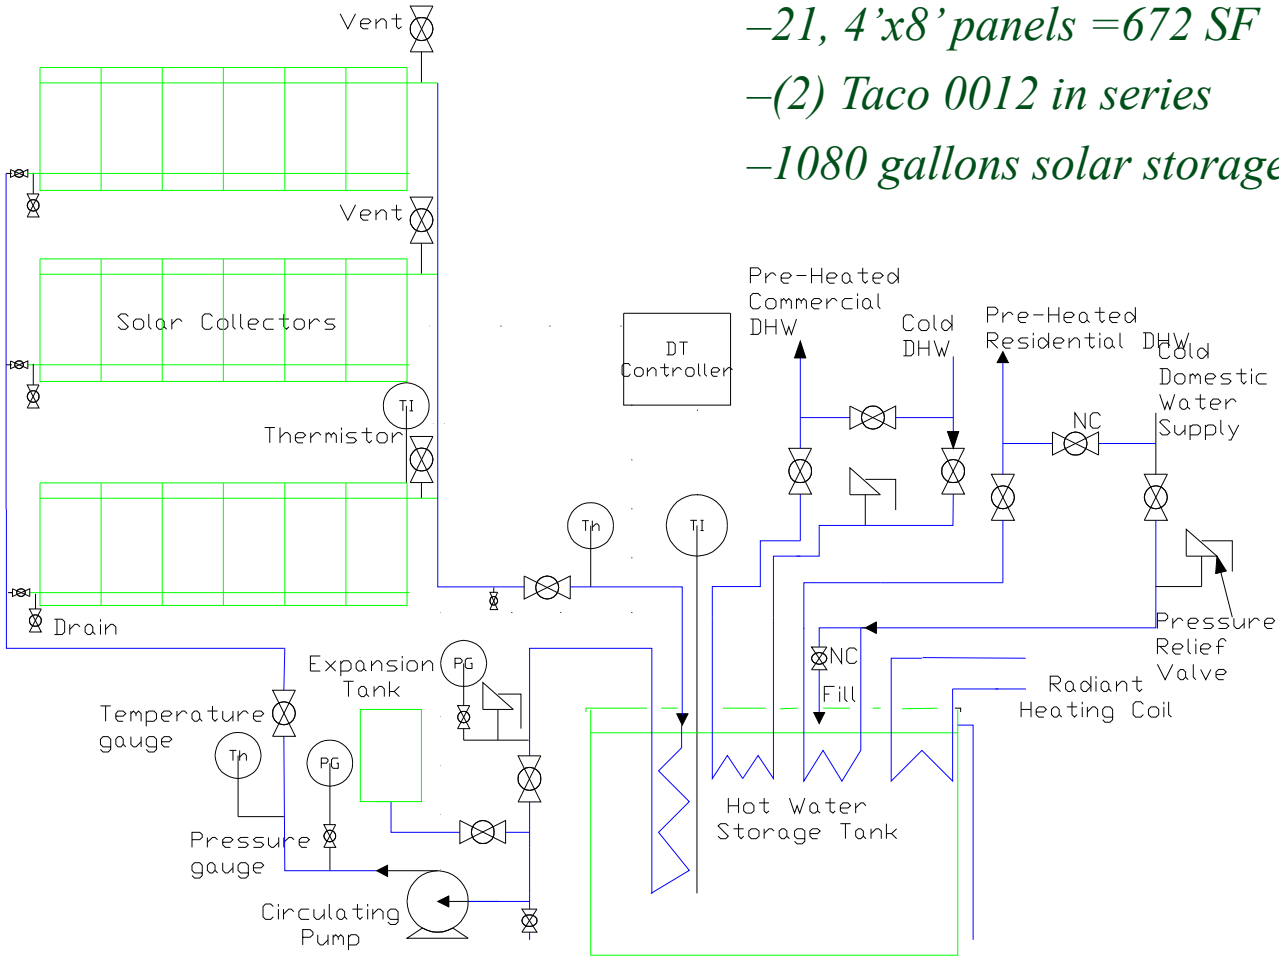 –21, 4’x8’ panels =672 SF
–(2) Taco 0012 in series
–1080 gallons solar storage
Vent
Vent
Solar Collectors
TI
Thermistor
Drain
DT
Controller
Pre-Heated
Commercial
DHW
Cold
DHW
Pre-Heated
Residential DHW
Cold
Domestic
Water
Supply
NC
Th
TI
Pressure
Relief
Valve
NC
Fill
Radiant
Heating Coil
Expansion
Tank
PG
Temperature
gauge
Th
PG
Pressure
gauge
Circulating
Pump
Hot Water
Storage Tank